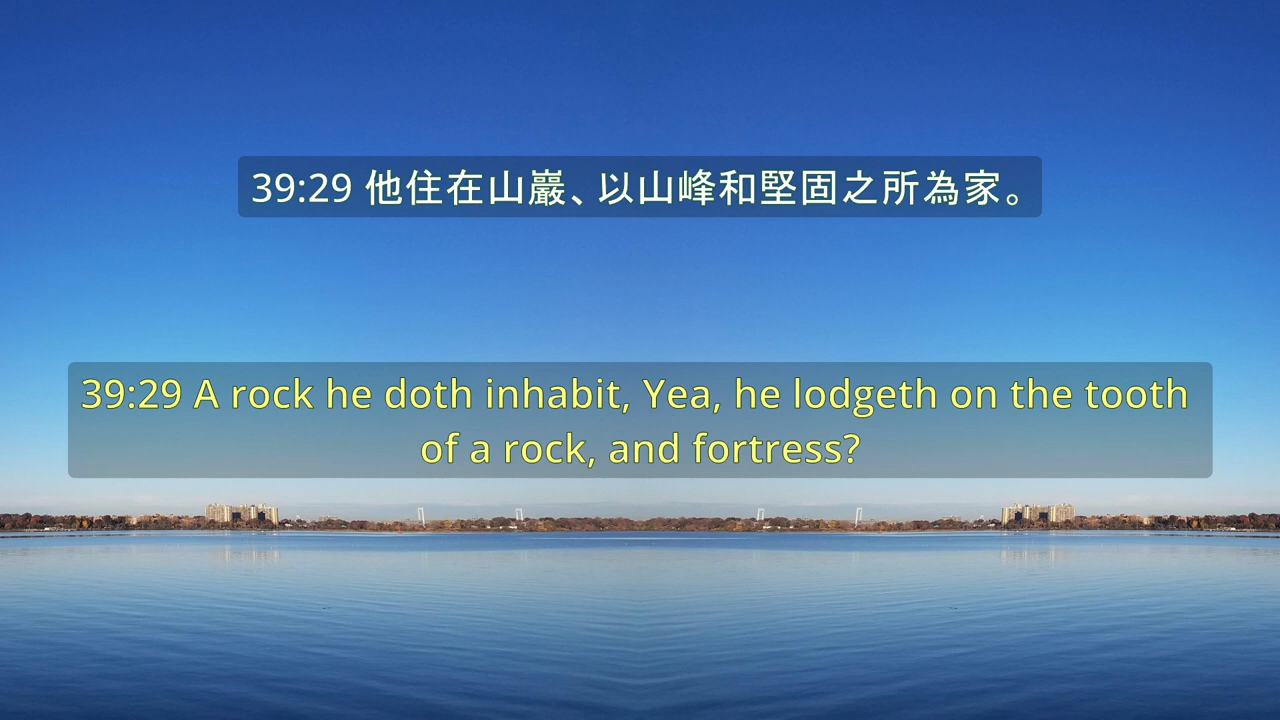 39:29 他住在山巖、以山峰和堅固之所為家。
39:29 A rock he doth inhabit, Yea, he lodgeth on the tooth
of a rock, and fortress?